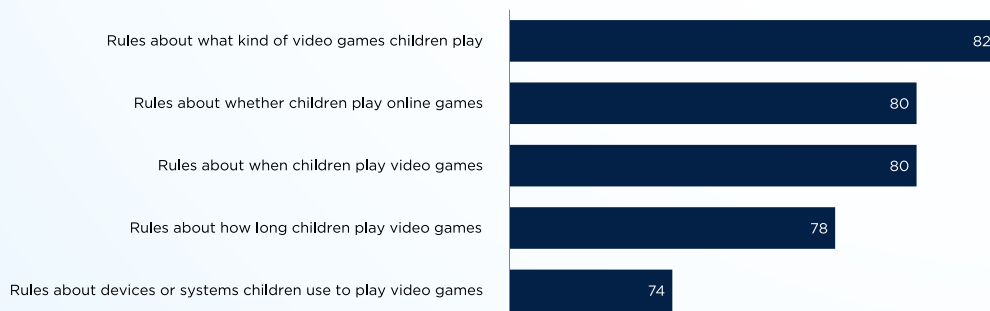 Rules about what kind of video games children play 82
Rules about whether children play online games 80
Rules about when children play video games 80
Rules about how long children play video games 78
Rules about devices or systems children use to play video games 74